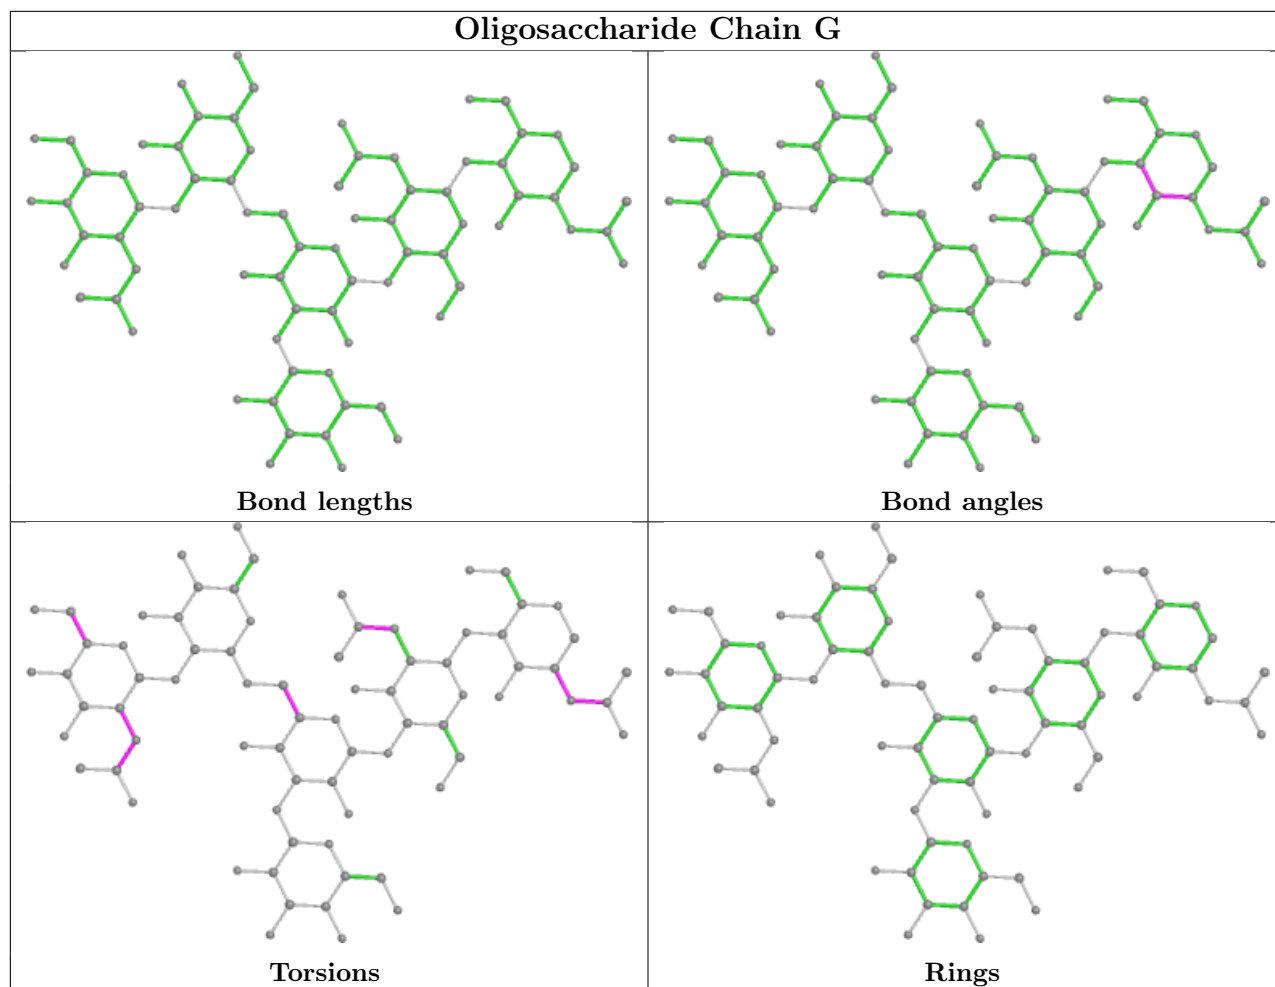 Oligosaccharide Chain G
Bond lengths
Bond angles
Torsions
Rings